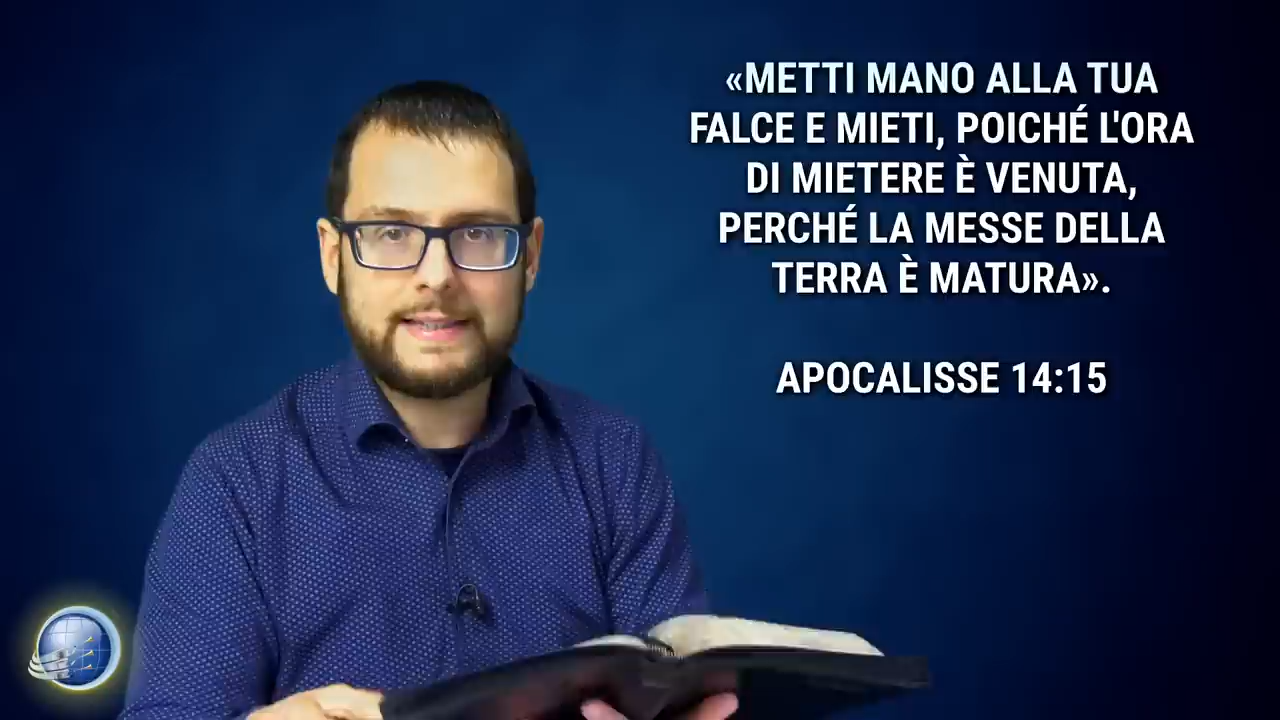 «METTI MANO ALLA TUA
FALCE E MIETI, POICHÉ L'ORA
DI MIETERE È VENUTA,
PERCHÉ LA MESSE DELLA
TERRA È MATURA».
APOCALISSE 14:15